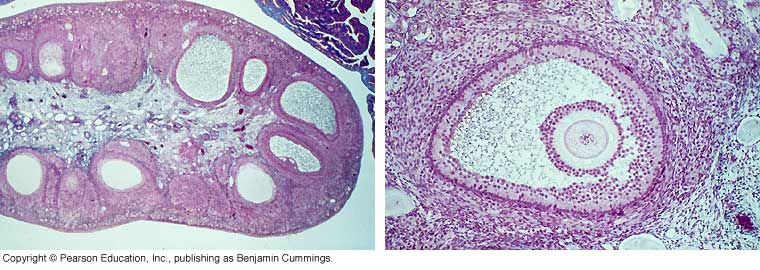 Copyright © Pearson Education, Inc., publishing as Benjamin Cummings.